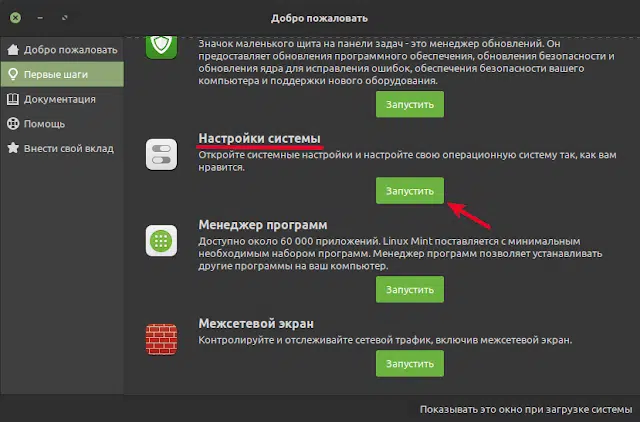 Добро пожаловать
Добро пожаловать
Первые шаги
Документация
Помощь
Внести свой вклад
Значок маленького щита на панели задач - это менеджер обновлений. Он
предоставляет обновления программного обеспечения, обновления безопасности и
обновления ядра для исправления ошибок, обеспечения безопасности вашего
компьютера и поддержки нового оборудования.
Запустить
Настройки системы
Откройте системные настройки и настройте свою операционную систему так, как вам
нравится.
Запустить
Менеджер программ
Доступно около 60 000 приложений. Linux Mint поставляется с минимальным
необходимым набором программ. Менеджер программ позволяет устанавливать
другие программы на ваш компьютер.
Запустить
Межсетевой экран
Контролируйте и отслеживайте сетевой трафик, включив межсетевой экран.
Запустить
Показывать это окно при загрузке системы